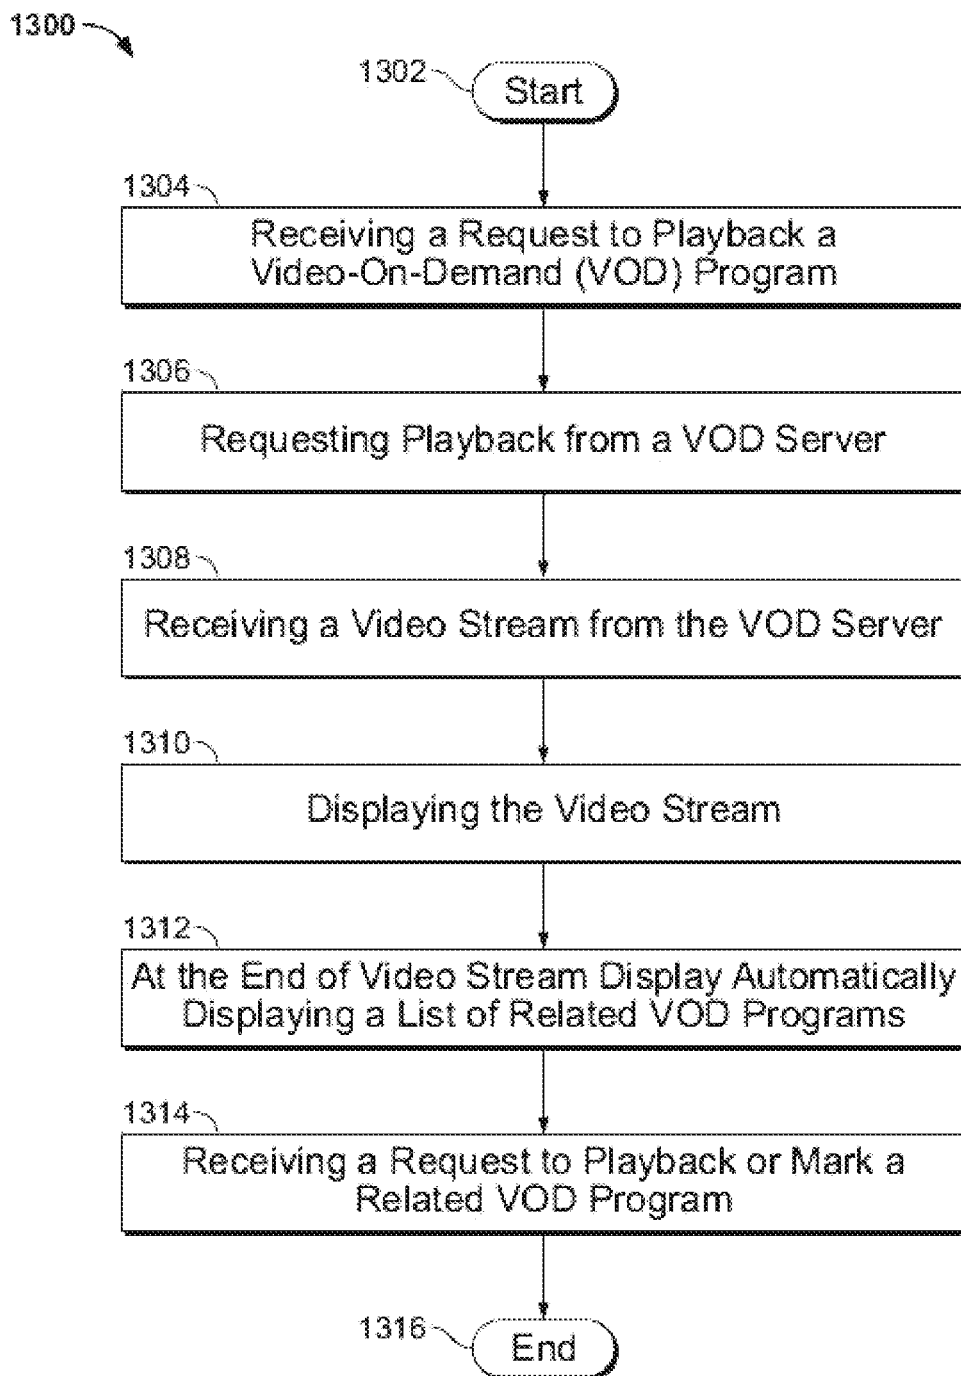 1300
1302
Start
1304
Receiving a Request to Playback a
Video-On-Demand (VOD) Program
1306
Requesting Playback from a VOD Server
1308
Receiving a Video Stream from the VOD Server
1310
Displaying the Video Stream
1312
At the End of Video Stream Display Automatically
Displaying a List of Related VOD Programs
1314
Receiving a Request to Playback or Mark a
Related VOD Program
1316
End